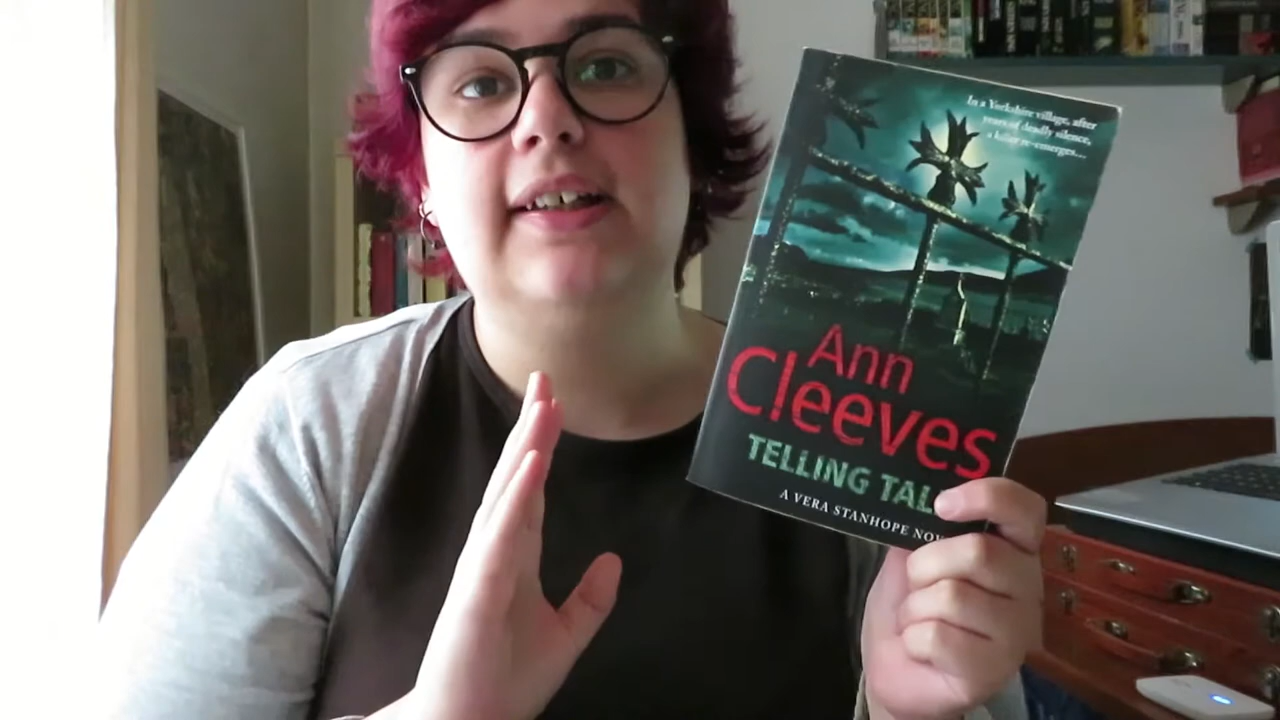 In a Yorkshire village, after
years of deadly silence,
a killer re-emerges...
Ann
Cleeves
TELLING TAL
A VERA STANHOPE NOV